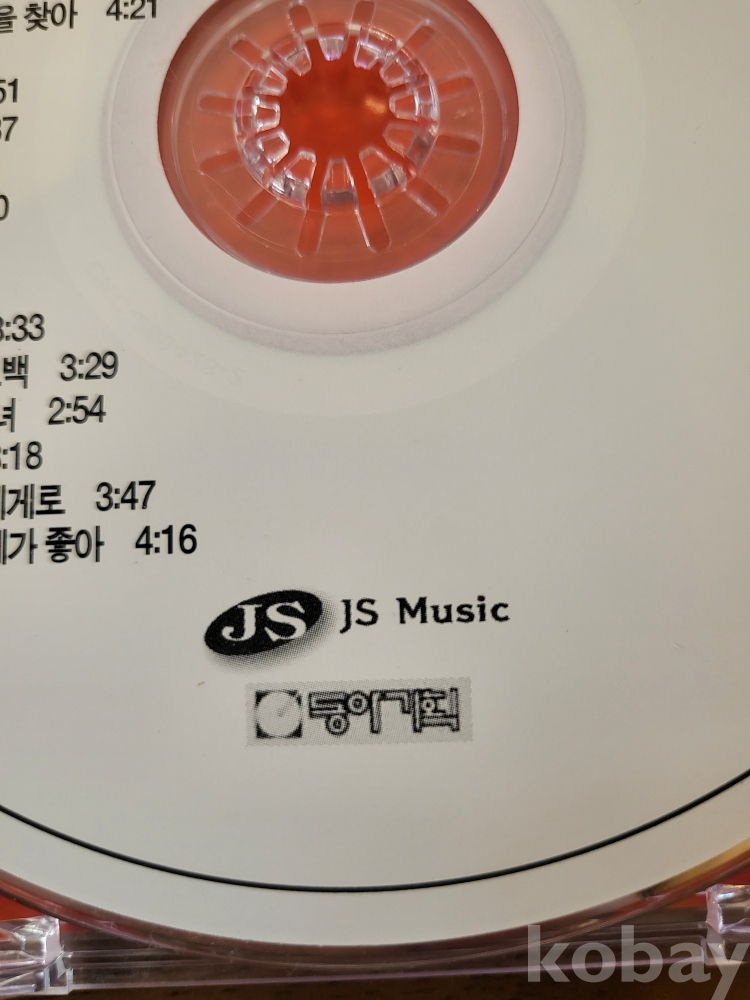 을 찾아 4:21
51
37
0
3:33
백 3:29
녀 2:54
3:18
에게로 3:47
네가 좋아 4:16
JS JS Music
동아기획
kobay